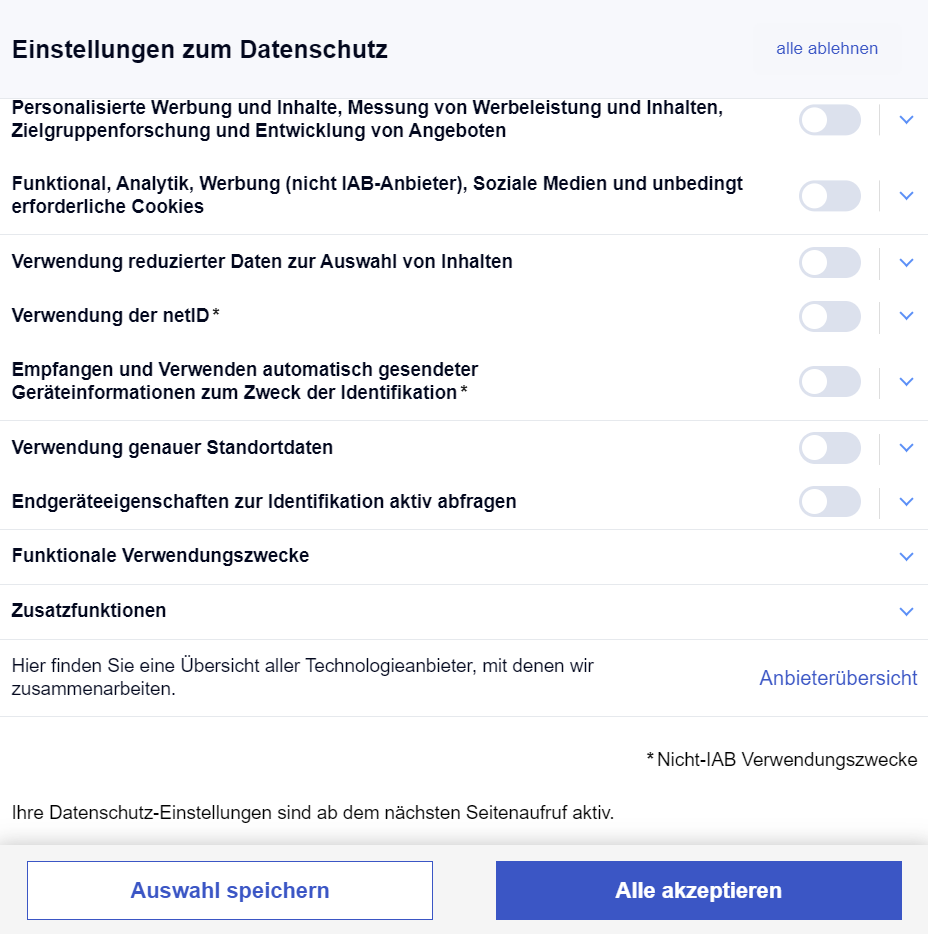 Einstellungen zum Datenschutz
alle ablehnen
Personalisierte Werbung und Inhalte, Messung von Werbeleistung und Inhalten,
Zielgruppenforschung und Entwicklung von Angeboten
Funktional, Analytik, Werbung (nicht IAB-Anbieter), Soziale Medien und unbedingt
erforderliche Cookies
Verwendung reduzierter Daten zur Auswahl von Inhalten
Verwendung der netID*
Empfangen und Verwenden automatisch gesendeter
Geräteinformationen zum Zweck der Identifikation*
Verwendung genauer Standortdaten
Endgeräteeigenschaften zur Identifikation aktiv abfragen
Funktionale Verwendungszwecke
Zusatzfunktionen
Hier finden Sie eine Übersicht aller Technologieanbieter, mit denen wir
zusammenarbeiten.
Anbieterübersicht
*Nicht-IAB Verwendungszwecke
Ihre Datenschutz-Einstellungen sind ab dem nächsten Seitenaufruf aktiv.
Auswahl speichern
Alle akzeptieren